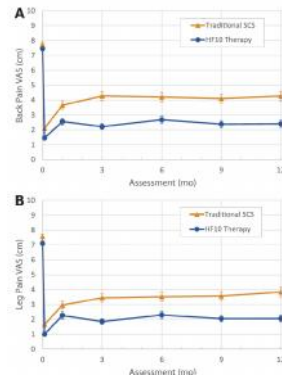 A
10
9
8
7
6
5
4
3
2
1
0
Back Pain VAS (cm)
Traditional SCS
HF10 Therapy
0 3 6 9 12
Assessment (mo)
B
10
9
8
7
6
5
4
3
2
1
0
Leg Pain VAS (cm)
Traditional SCS
HF10 Therapy
0 3 6 9 12
Assessment (mo)